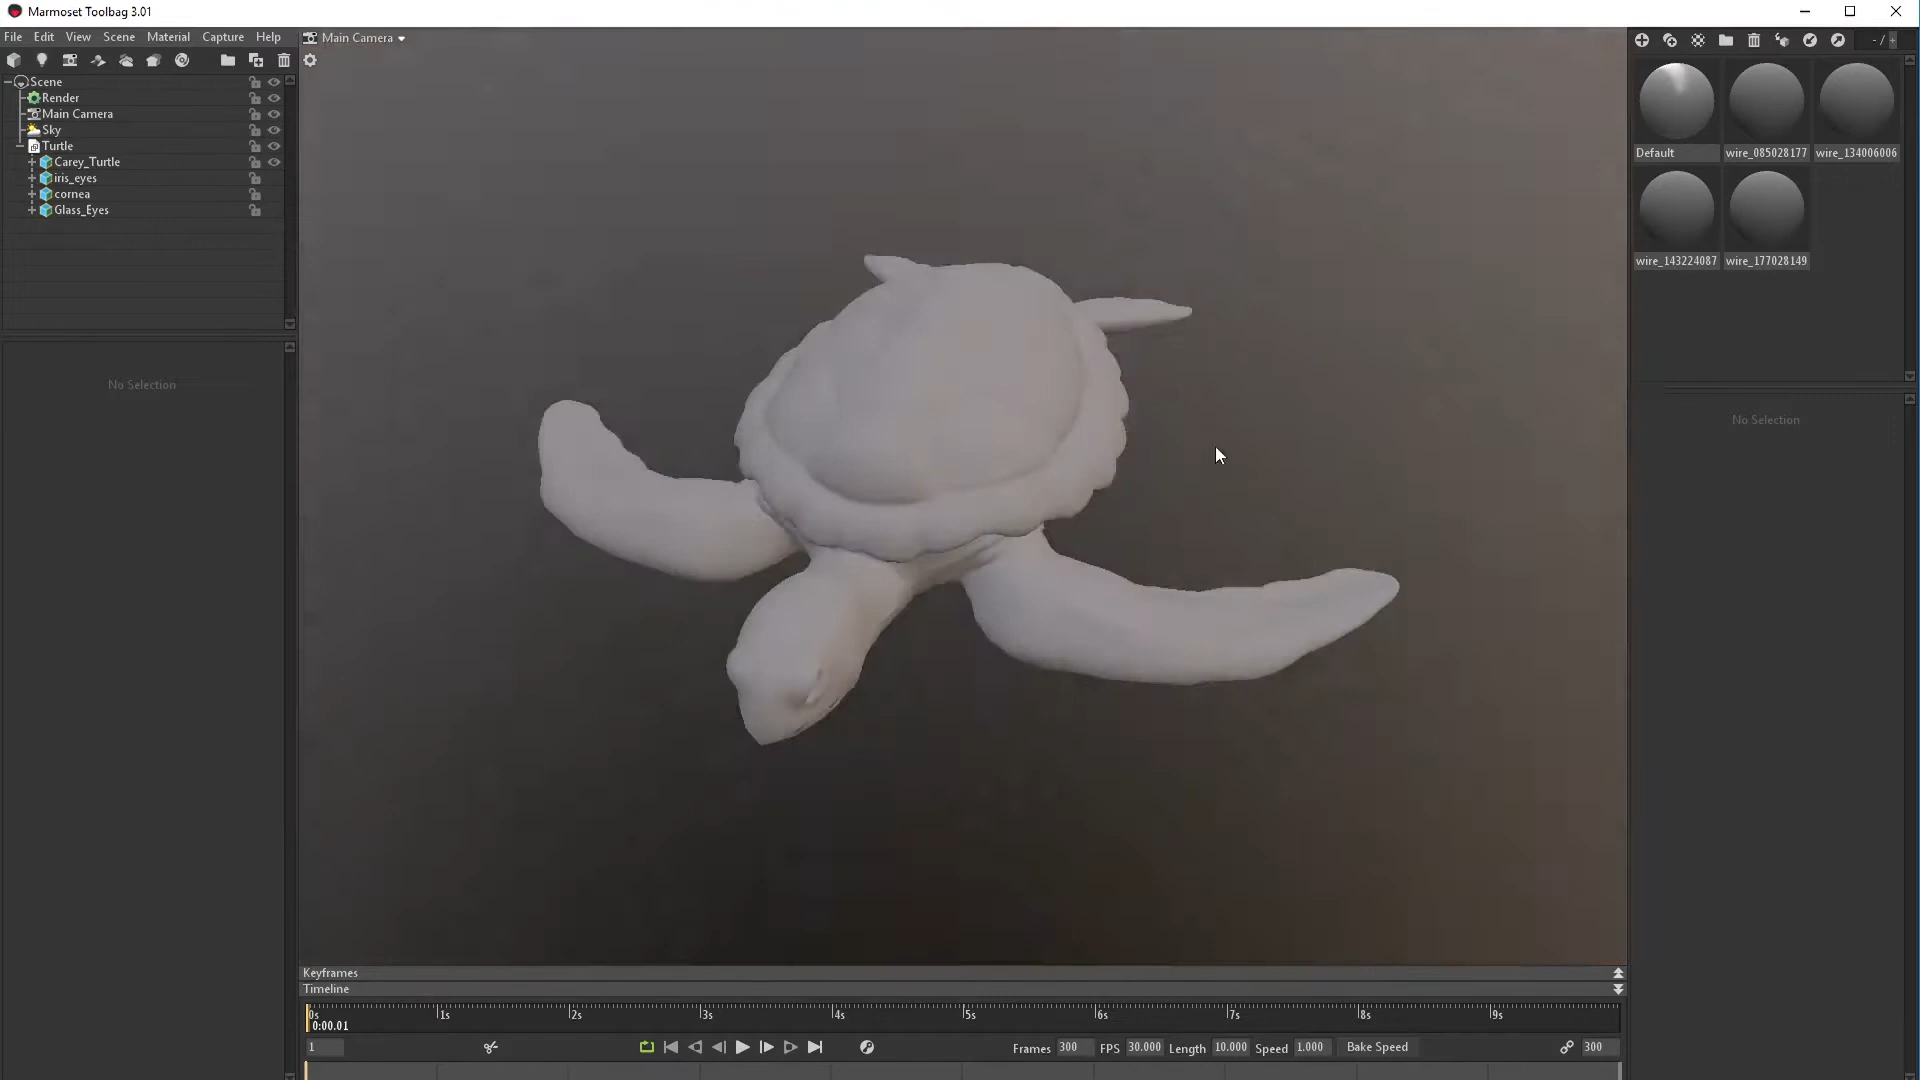 Marmoset Toolbag 3.01
File Edit View Scene Material Capture Help
Main Camera
- /
Scene
Render
Main Camera
Sky
Turtle
Carey_Turtle
iris_eyes
cornea
Glass_Eyes
No Selection
Default wire_085028177 wire_134006006
wire_143224087 wire_177028149
No Selection
Keyframes
Timeline
0s 1s 2s 3s 4s 5s 6s 7s 8s 9s
0:00.01
1 Frames 300 FPS 30.000 Length 10.000 Speed 1.000 Bake Speed 300